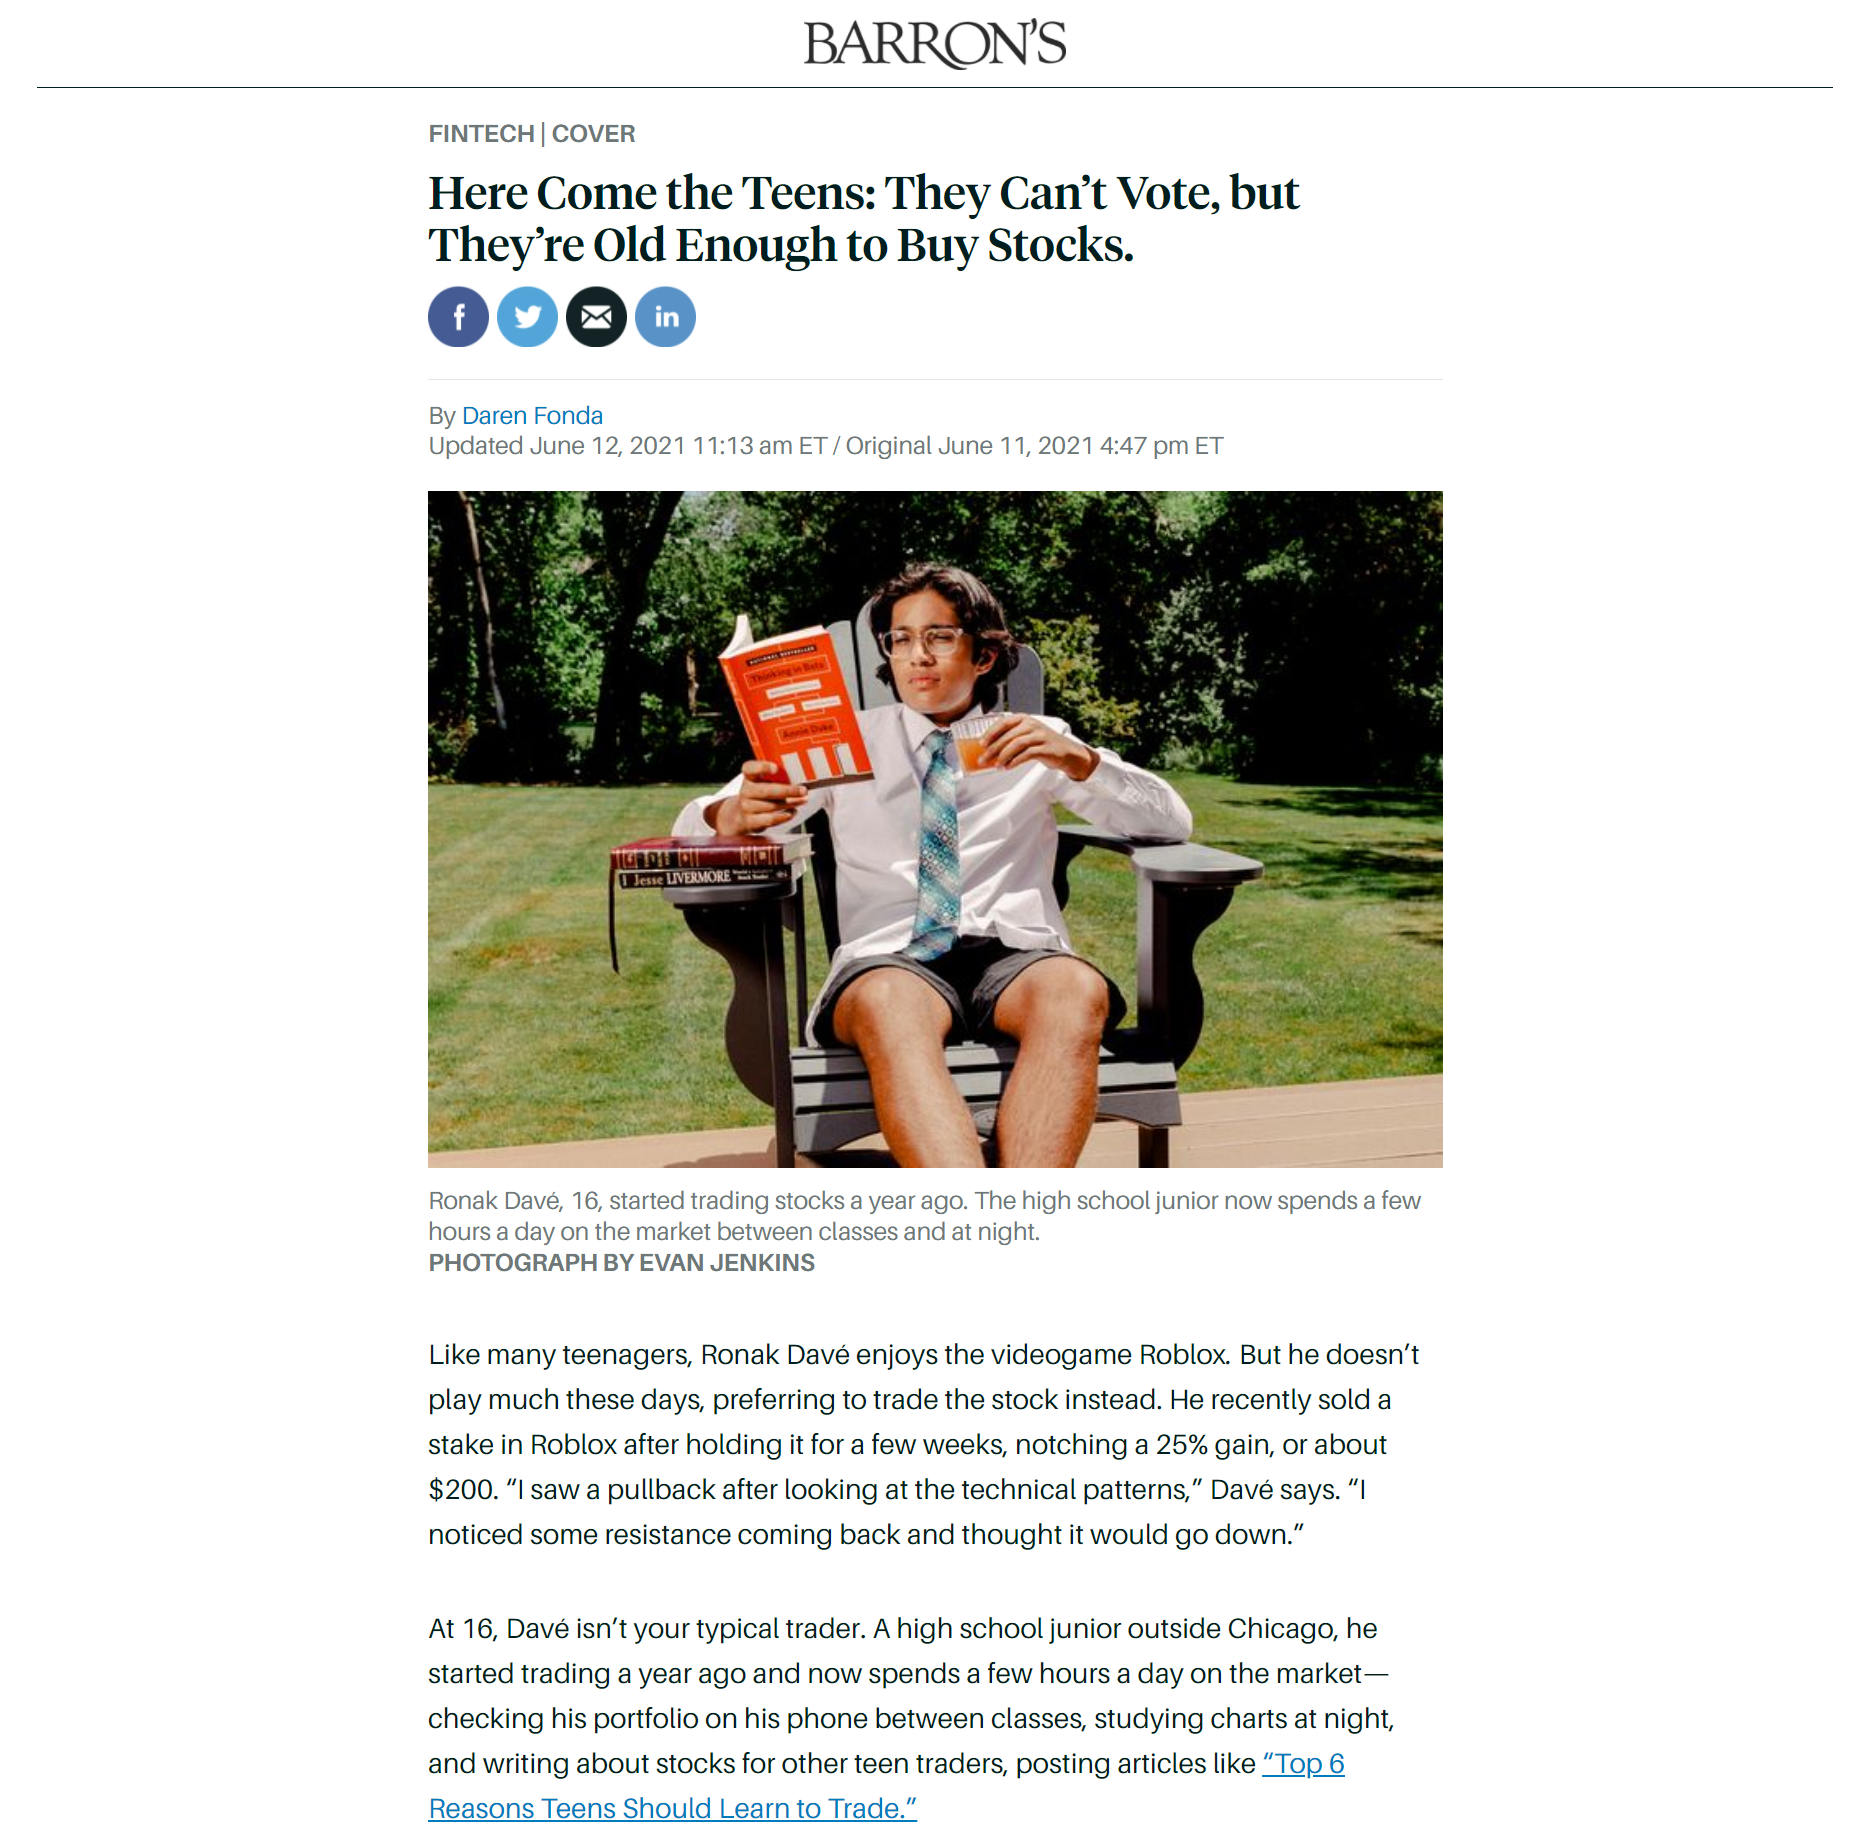 BARRON'S
FINTECH | COVER
Here Come the Teens: They Can’t Vote, but
They’re Old Enough to Buy Stocks.
f
in
By Daren Fonda
Updated June 12, 2021 11:13 am ET / Original June 11, 2021 4:47 pm ET
NATIONAL BESTSELLER
Thinking in Bets
Annie Duke
Jesse LIVERMORE
Ronak Davé, 16, started trading stocks a year ago. The high school junior now spends a few
hours a day on the market between classes and at night.
PHOTOGRAPH BY EVAN JENKINS
Like many teenagers, Ronak Davé enjoys the videogame Roblox. But he doesn’t
play much these days, preferring to trade the stock instead. He recently sold a
stake in Roblox after holding it for a few weeks, notching a 25% gain, or about
$200. “I saw a pullback after looking at the technical patterns,” Davé says. “I
noticed some resistance coming back and thought it would go down.”
At 16, Davé isn’t your typical trader. A high school junior outside Chicago, he
started trading a year ago and now spends a few hours a day on the market—
checking his portfolio on his phone between classes, studying charts at night,
and writing about stocks for other teen traders, posting articles like “Top 6
Reasons Teens Should Learn to Trade.”